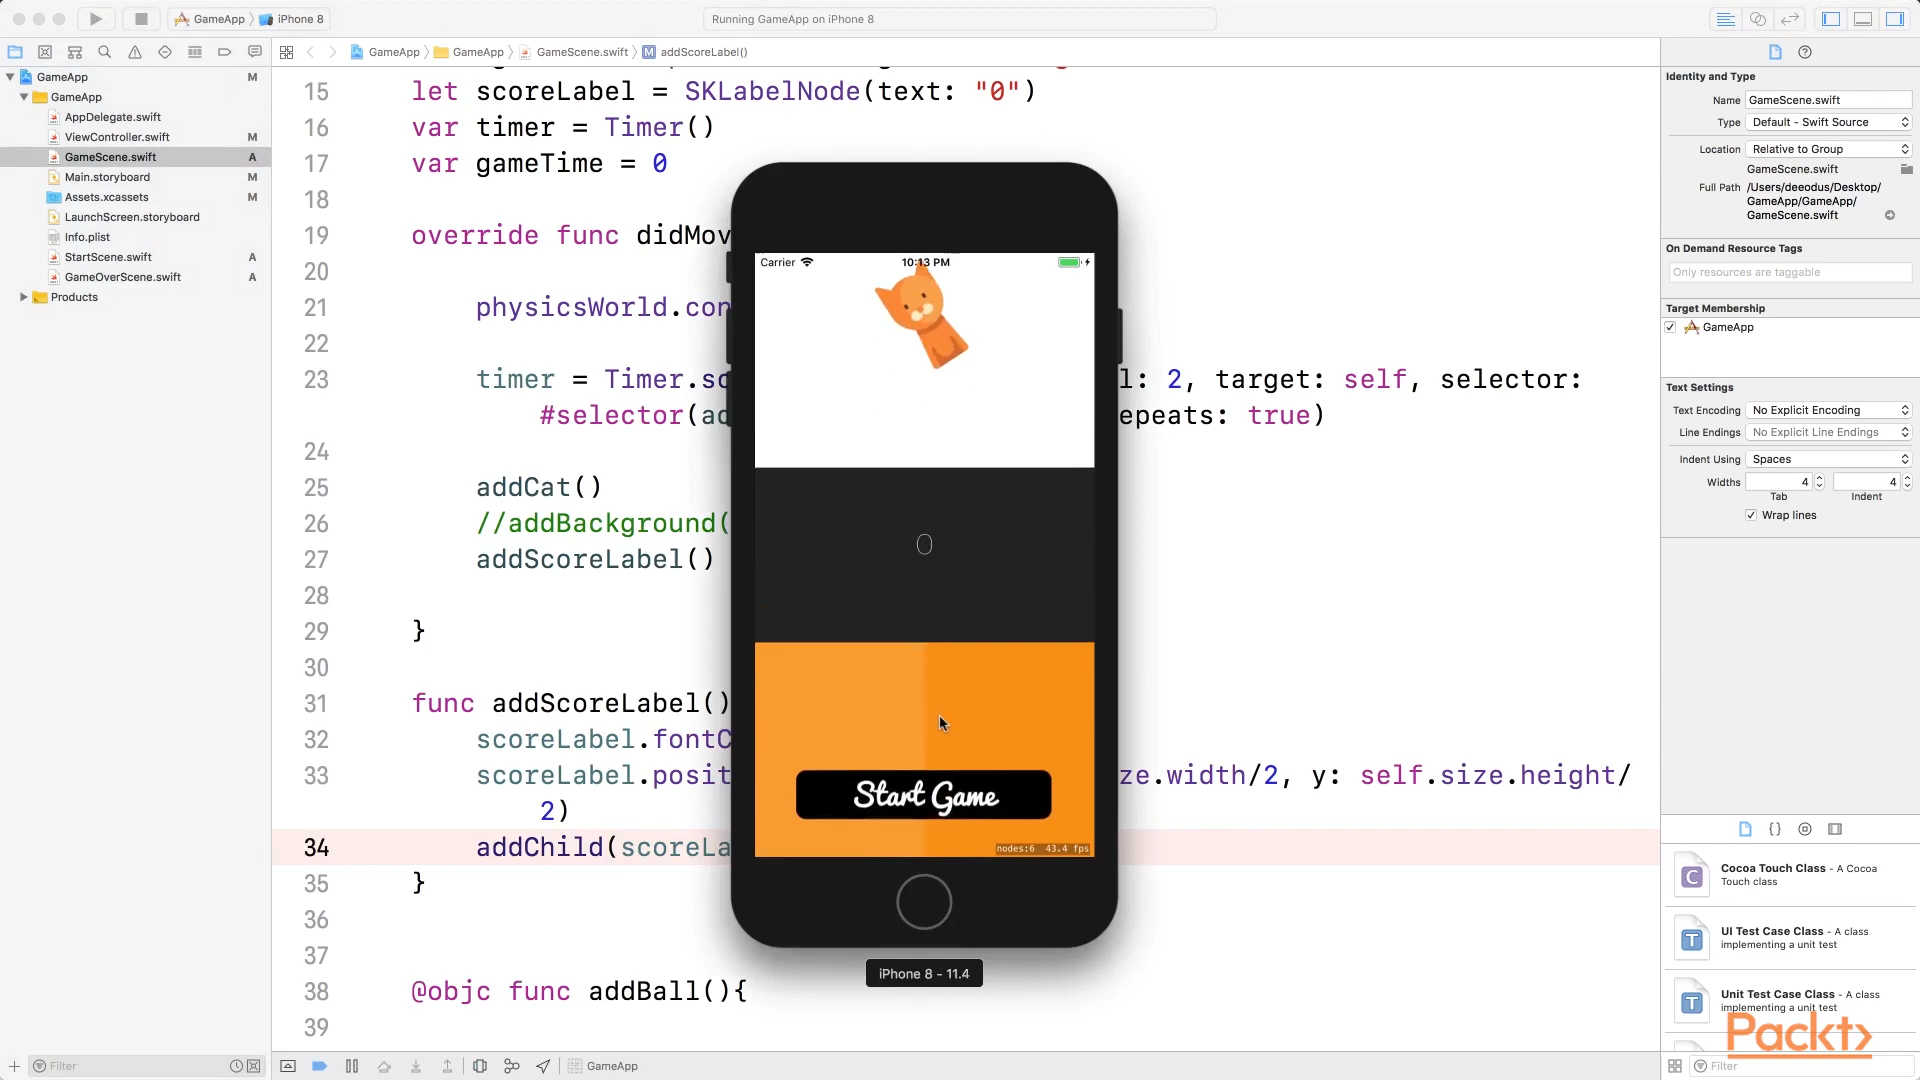 GameApp
iPhone 8
Running GameApp on iPhone 8
GameApp
GameApp
GameScene.swift
M addScoreLabel()
GameApp M
GameApp
AppDelegate.swift
ViewController.swift M
GameScene.swift A
Main.storyboard M
Assets.xcassets M
LaunchScreen.storyboard
Info.plist
StartScene.swift A
GameOverScene.swift A
Products
15 let scoreLabel = SKLabelNode(text: "0")
16 var timer = Timer()
17 var gameTime = 0
18
19 override func didMov
20
21 physicsWorld.con
22
23 timer = Timer.sc l: 2, target: self, selector:
#selector(ad epeats: true)
24
25 addCat()
26 //addBackground(
27 addScoreLabel()
28
29 }
30
31 func addScoreLabel()
32 scoreLabel.fontC
33 scoreLabel.posit ze.width/2, y: self.size.height/
2)
34 addChild(scoreLa
35 }
36
37
38 @objc func addBall(){
39
Carrier 10:13 PM
0
Start Game
nodes:6 43.4 fps
iPhone 8 - 11.4
Identity and Type
Name GameScene.swift
Type Default - Swift Source
Location Relative to Group
GameScene.swift
Full Path /Users/deeodus/Desktop/
GameApp/GameApp/
GameScene.swift
On Demand Resource Tags
Only resources are taggable
Target Membership
GameApp
Text Settings
Text Encoding No Explicit Encoding
Line Endings No Explicit Line Endings
Indent Using Spaces
Widths 4 4
Tab Indent
Wrap lines
{}
C Cocoa Touch Class - A Cocoa
Touch class
T UI Test Case Class - A class
implementing a unit test
T Unit Test Case Class - A class
implementing a unit test
Packt>
Filter
GameApp
Filter